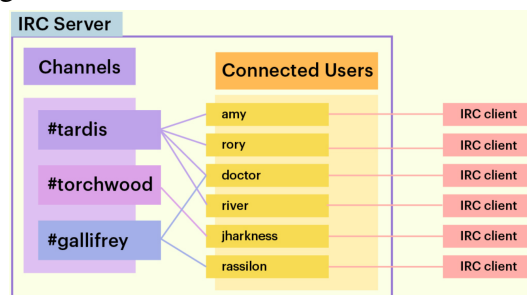 IRC Server
Channels
Connected Users
#tardis
#torchwood
#gallifrey
amy
rory
doctor
river
jharkness
rassilon
IRC client
IRC client
IRC client
IRC client
IRC client
IRC client